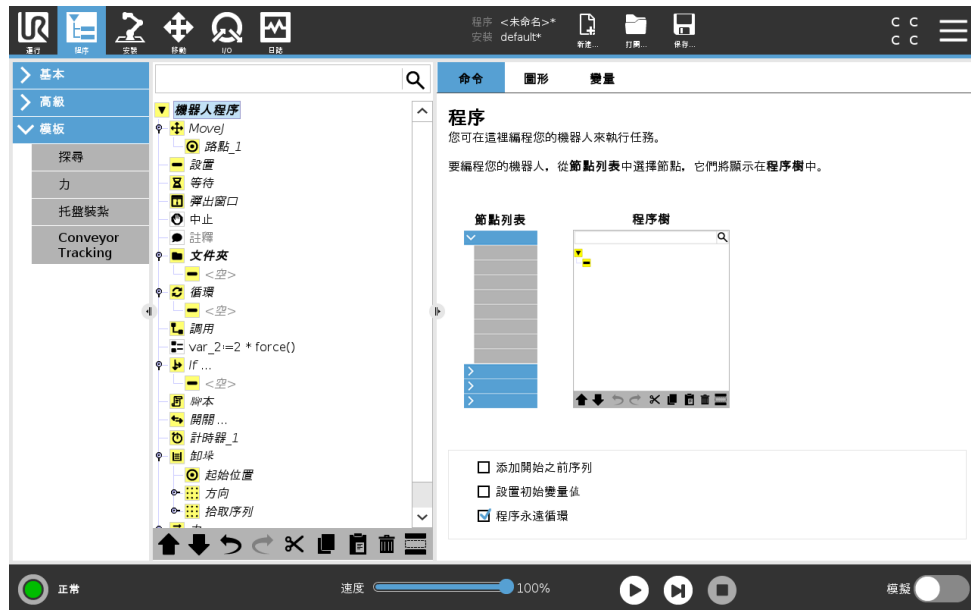 運行
程序
安裝
移動
I/O
日誌
程序 <未命名>*
安裝 default*
新建...
打開...
保存...
C C
C C
基本
高級
模板
探尋
力
托盤裝紮
Conveyor
Tracking
機器人程序
MoveJ
路點_1
設置
等待
彈出窗口
中止
註釋
文件夾
<空>
循環
<空>
調用
var_2≔2 * force()
If ...
<空>
腳本
開關 ...
計時器_1
卸垛
起始位置
方向
拾取序列
命令
圖形
變量
程序
您可在這裡編程您的機器人來執行任務。
要編程您的機器人，從節點列表中選擇節點，它們將顯示在程序樹中。
節點列表
程序樹
添加開始之前序列
設置初始變量值
程序永遠循環
正常
速度
100%
模擬